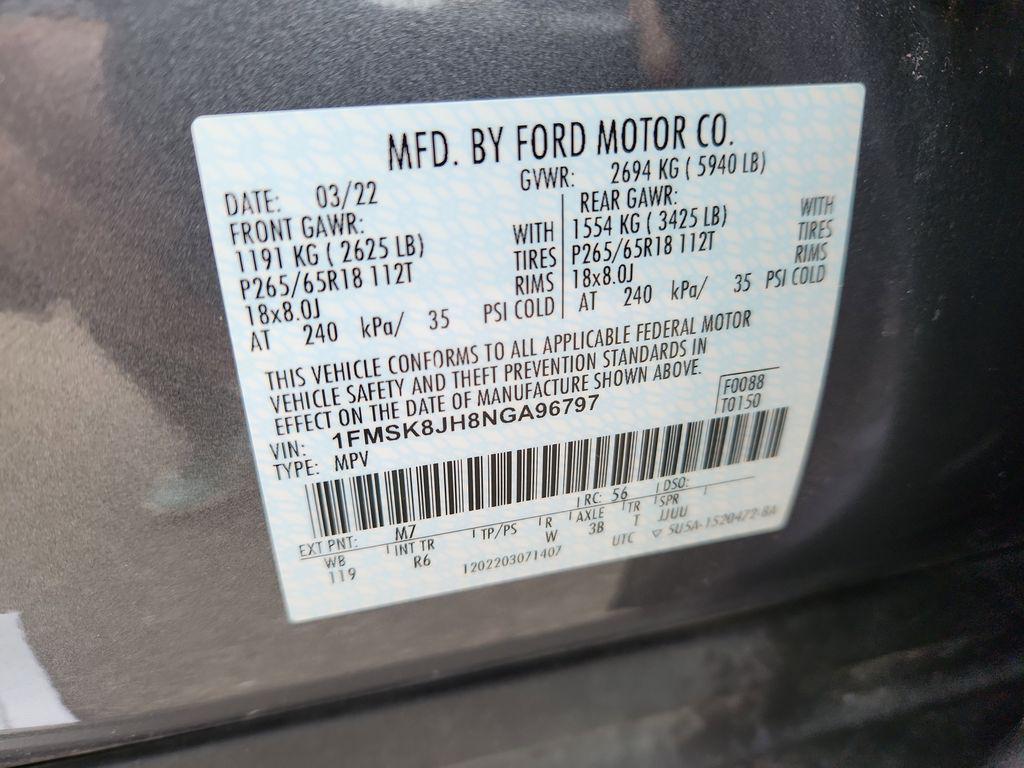 MFD. BY FORD MOTOR CO.
DATE: 03/22 GVWR: 2694 KG ( 5940 LB)
FRONT GAWR: REAR GAWR:
1191 KG ( 2625 LB) WITH 1554 KG ( 3425 LB) WITH
P265/65R18 112T TIRES P265/65R18 112T TIRES
18x8.0J RIMS 18x8.0J RIMS
AT 240 kPa/ 35 PSI COLD AT 240 kPa/ 35 PSI COLD
THIS VEHICLE CONFORMS TO ALL APPLICABLE FEDERAL MOTOR
VEHICLE SAFETY AND THEFT PREVENTION STANDARDS IN
EFFECT ON THE DATE OF MANUFACTURE SHOWN ABOVE.
VIN: 1FMSK8JH8NGA96797 F0088
TYPE: MPV T0150
EXT PNT: M7 RC: 56 DSO:
WB INT TR TP/PS R AXLE TR SPR
119 R6 W 3B T JJUU
1202203071407 UTC ▽ SU5A-1520472-BA